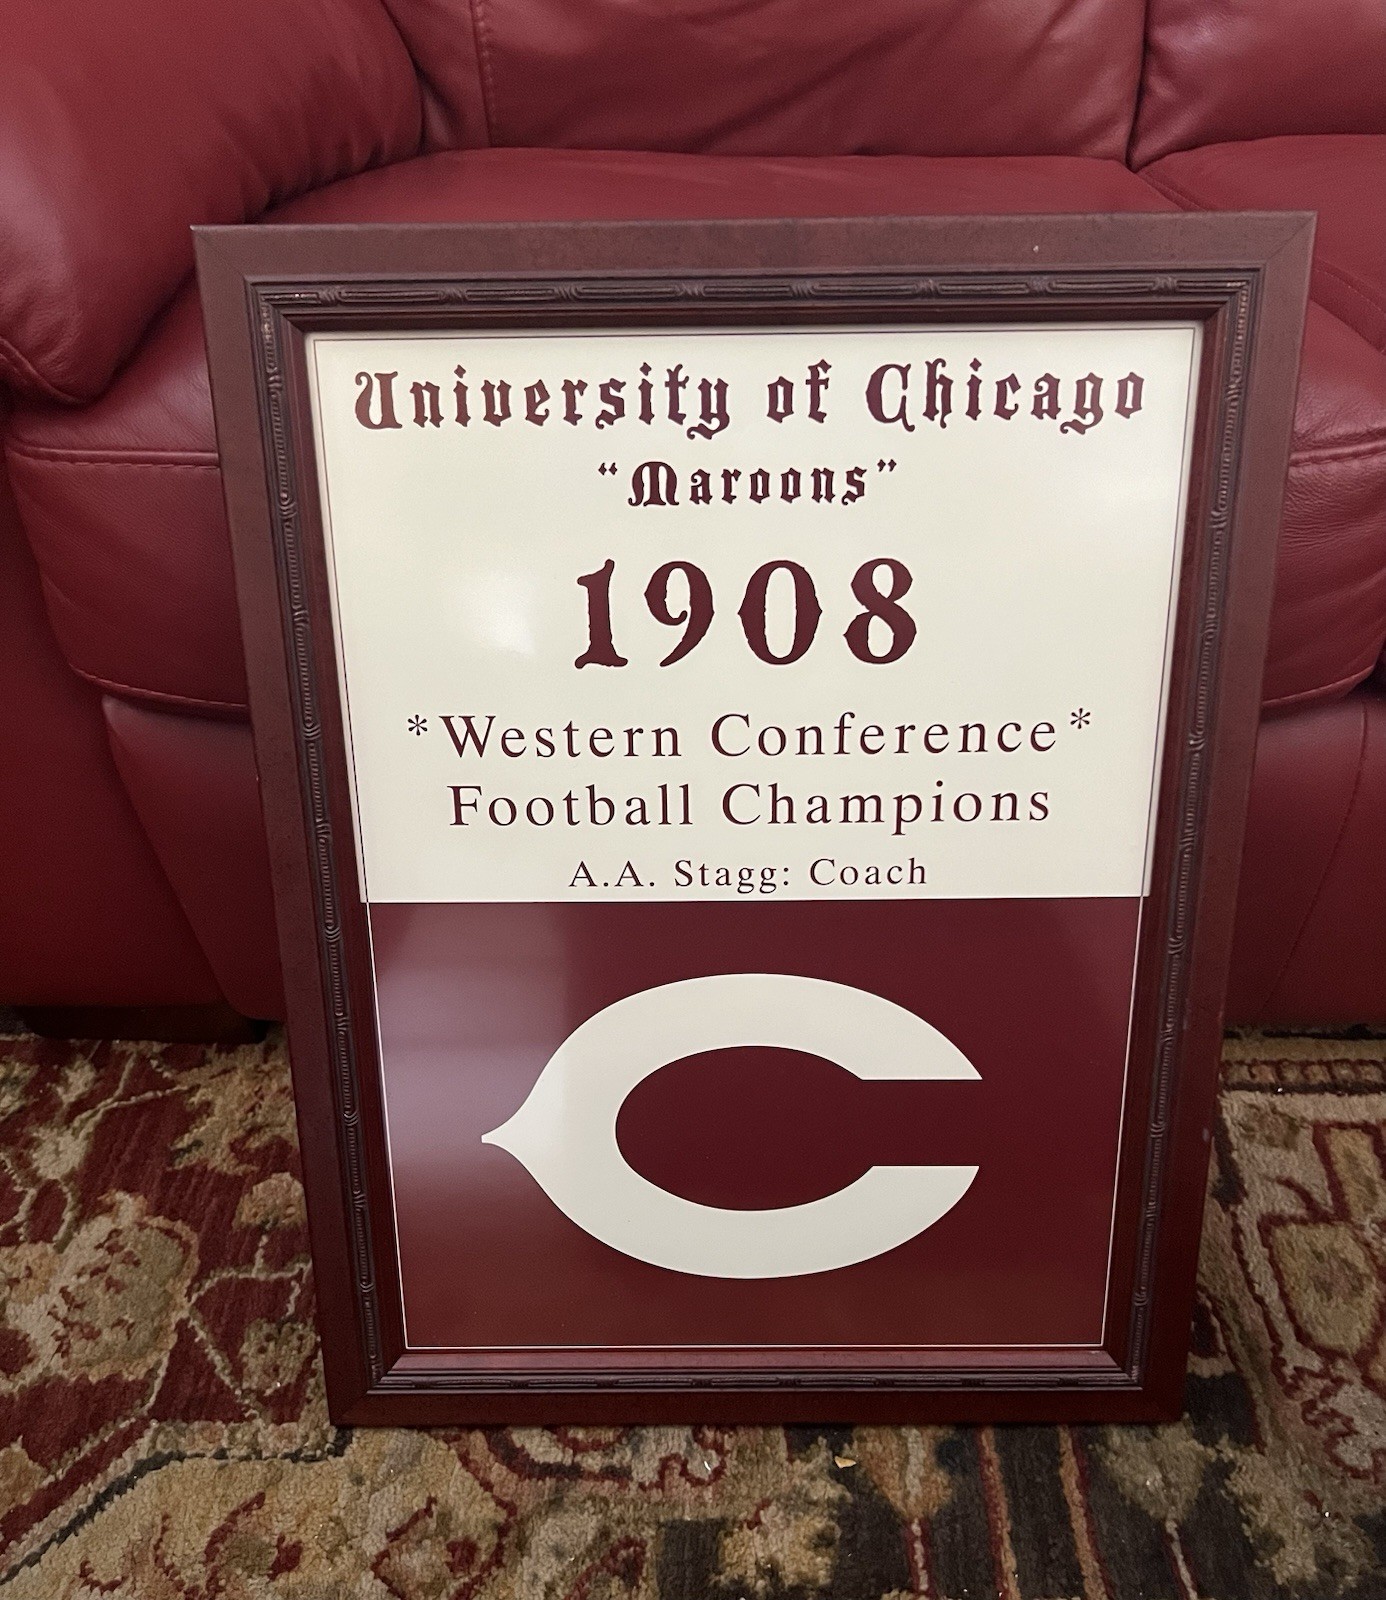 University of Chicago
“Maroons”
1908
*Western Conference*
Football Champions
A.A. Stagg: Coach
C